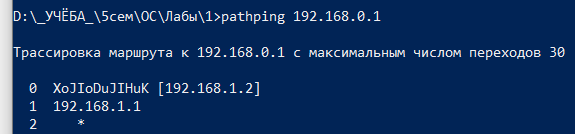 D:\_УЧЁБА_\5сем\ОС\Лабы\1>pathping 192.168.0.1
Трассировка маршрута к 192.168.0.1 с максимальным числом переходов 30
0 XoJIoDuJIHuK [192.168.1.2]
1 192.168.1.1
2 *